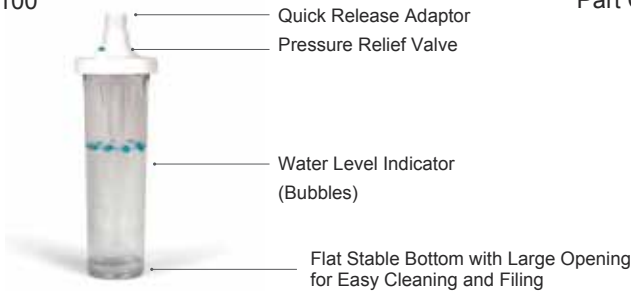 100
Quick Release Adaptor
Part
Pressure Relief Valve
Water Level Indicator
(Bubbles)
Flat Stable Bottom with Large Opening
for Easy Cleaning and Filing